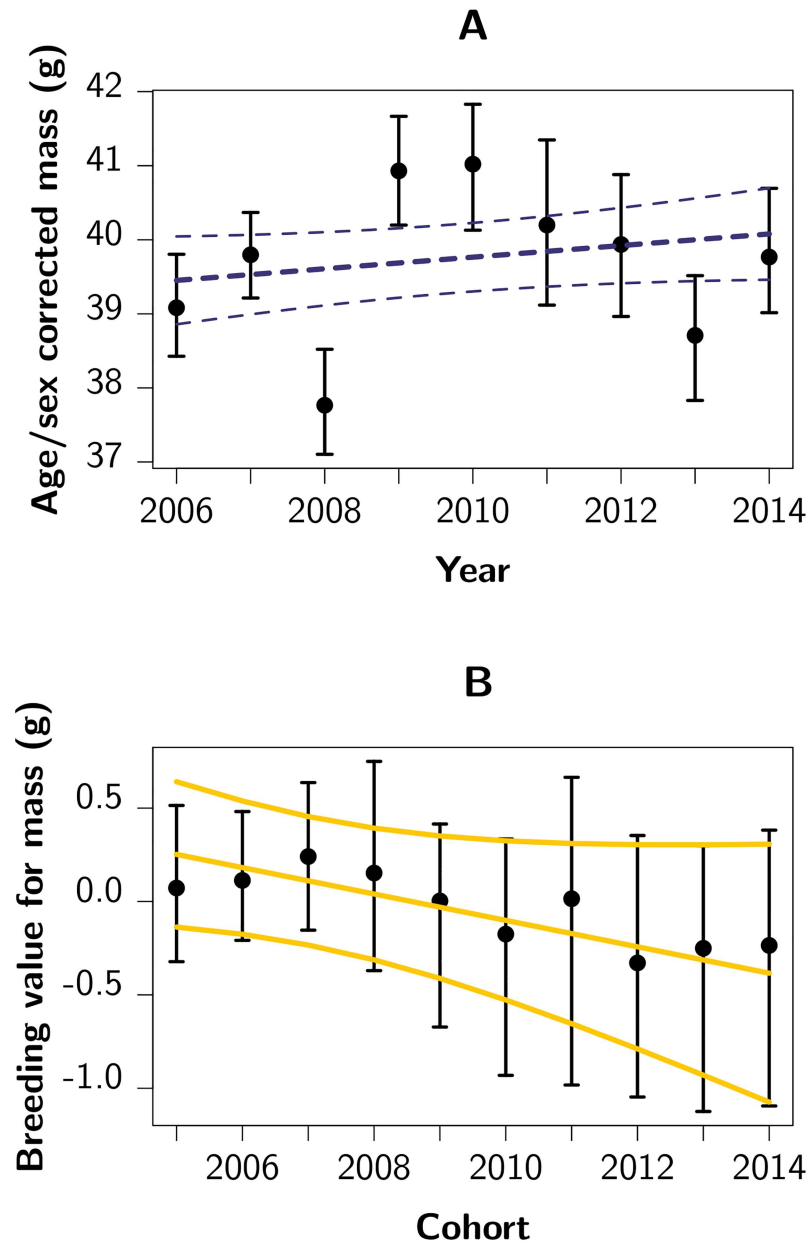 A
Age/sex corrected mass (g)
42
41
40
39
38
37
2006 2008 2010 2012 2014
Year
B
Breeding value for mass (g)
0.5
0.0
-0.5
-1.0
2006 2008 2010 2012 2014
Cohort